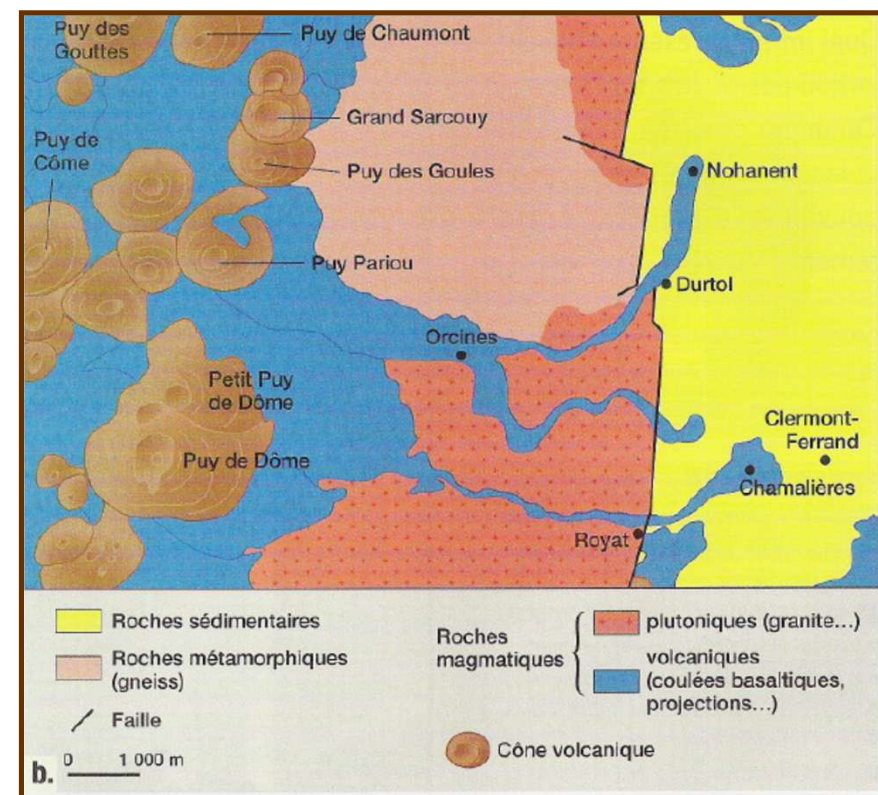 Puy des
Gouttes
Puy de Chaumont
Grand Sarcouy
Puy de
Côme
Puy des Goules
Nohanent
Puy Pariou
Durtol
Orcines
Petit Puy
de Dôme
Clermont-
Ferrand
Puy de Dôme
Chamalières
Royat
Roches sédimentaires
Roches métamorphiques
(gneiss)
Faille
0 1 000 m
b.
Roches
magmatiques
plutoniques (granite...)
volcaniques
(coulées basaltiques,
projections...)
Cône volcanique